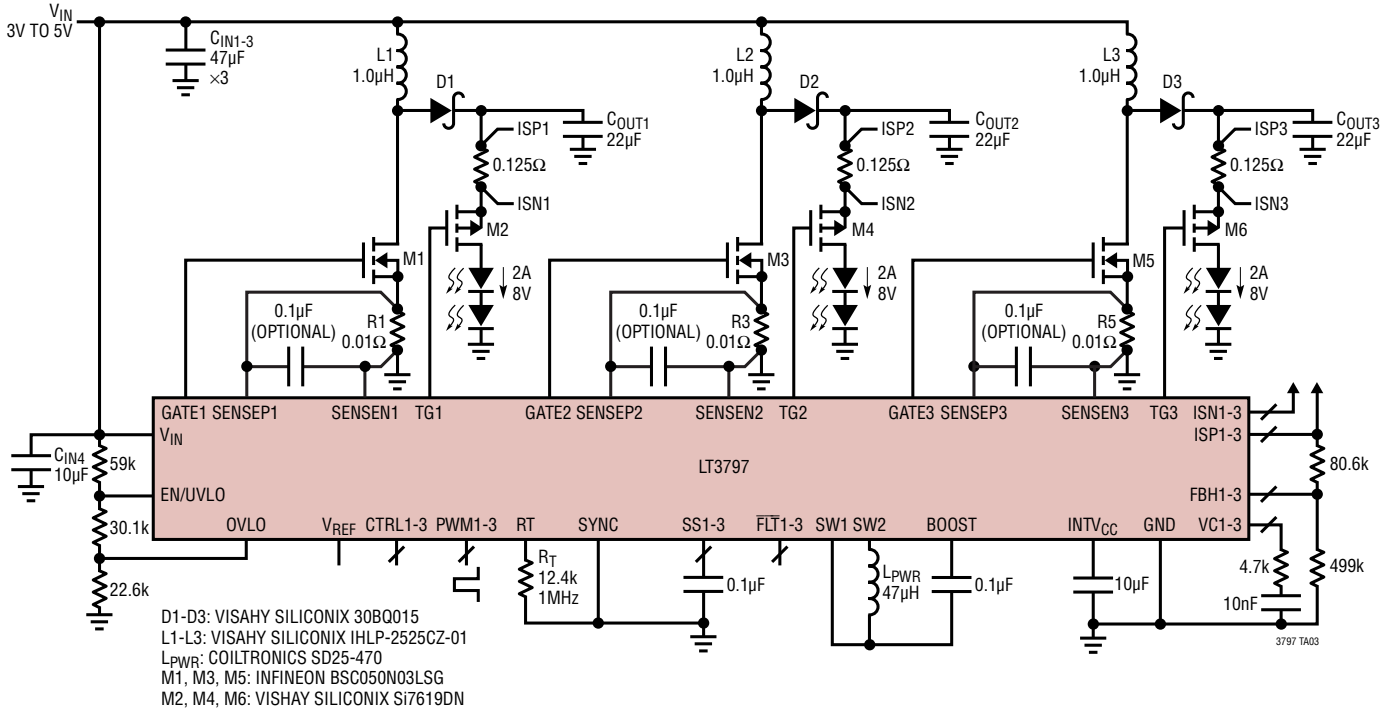 VIN
3V TO 5V
CIN1-3
47µF
×3
L1
1.0µH
D1
ISP1
0.125Ω
ISN1
COUT1
22µF
M2
M1
2A
8V
0.1µF
(OPTIONAL)
R1
0.01Ω
L2
1.0µH
D2
ISP2
0.125Ω
ISN2
COUT2
22µF
M4
M3
2A
8V
0.1µF
(OPTIONAL)
R3
0.01Ω
L3
1.0µH
D3
ISP3
0.125Ω
ISN3
COUT3
22µF
M6
M5
2A
8V
0.1µF
(OPTIONAL)
R5
0.01Ω
GATE1 SENSEP1 SENSEN1 TG1 GATE2 SENSEP2 SENSEN2 TG2 GATE3 SENSEP3 SENSEN3 TG3 ISN1-3
VIN
ISP1-3
CIN4
10µF
59k
LT3797
80.6k
EN/UVLO
FBH1-3
30.1k
OVLO VREF CTRL1-3 PWM1-3 RT SYNC SS1-3 FLT1-3 SW1 SW2 BOOST INTVCC GND VC1-3
22.6k
RT
12.4k
1MHz
0.1µF
LPWR
47µH
0.1µF
10µF
4.7k
10nF
499k
D1-D3: VISAHY SILICONIX 30BQ015
L1-L3: VISAHY SILICONIX IHLP-2525CZ-01
LPWR: COILTRONICS SD25-470
M1, M3, M5: INFINEON BSC050N03LSG
M2, M4, M6: VISHAY SILICONIX Si7619DN
3797 TA03